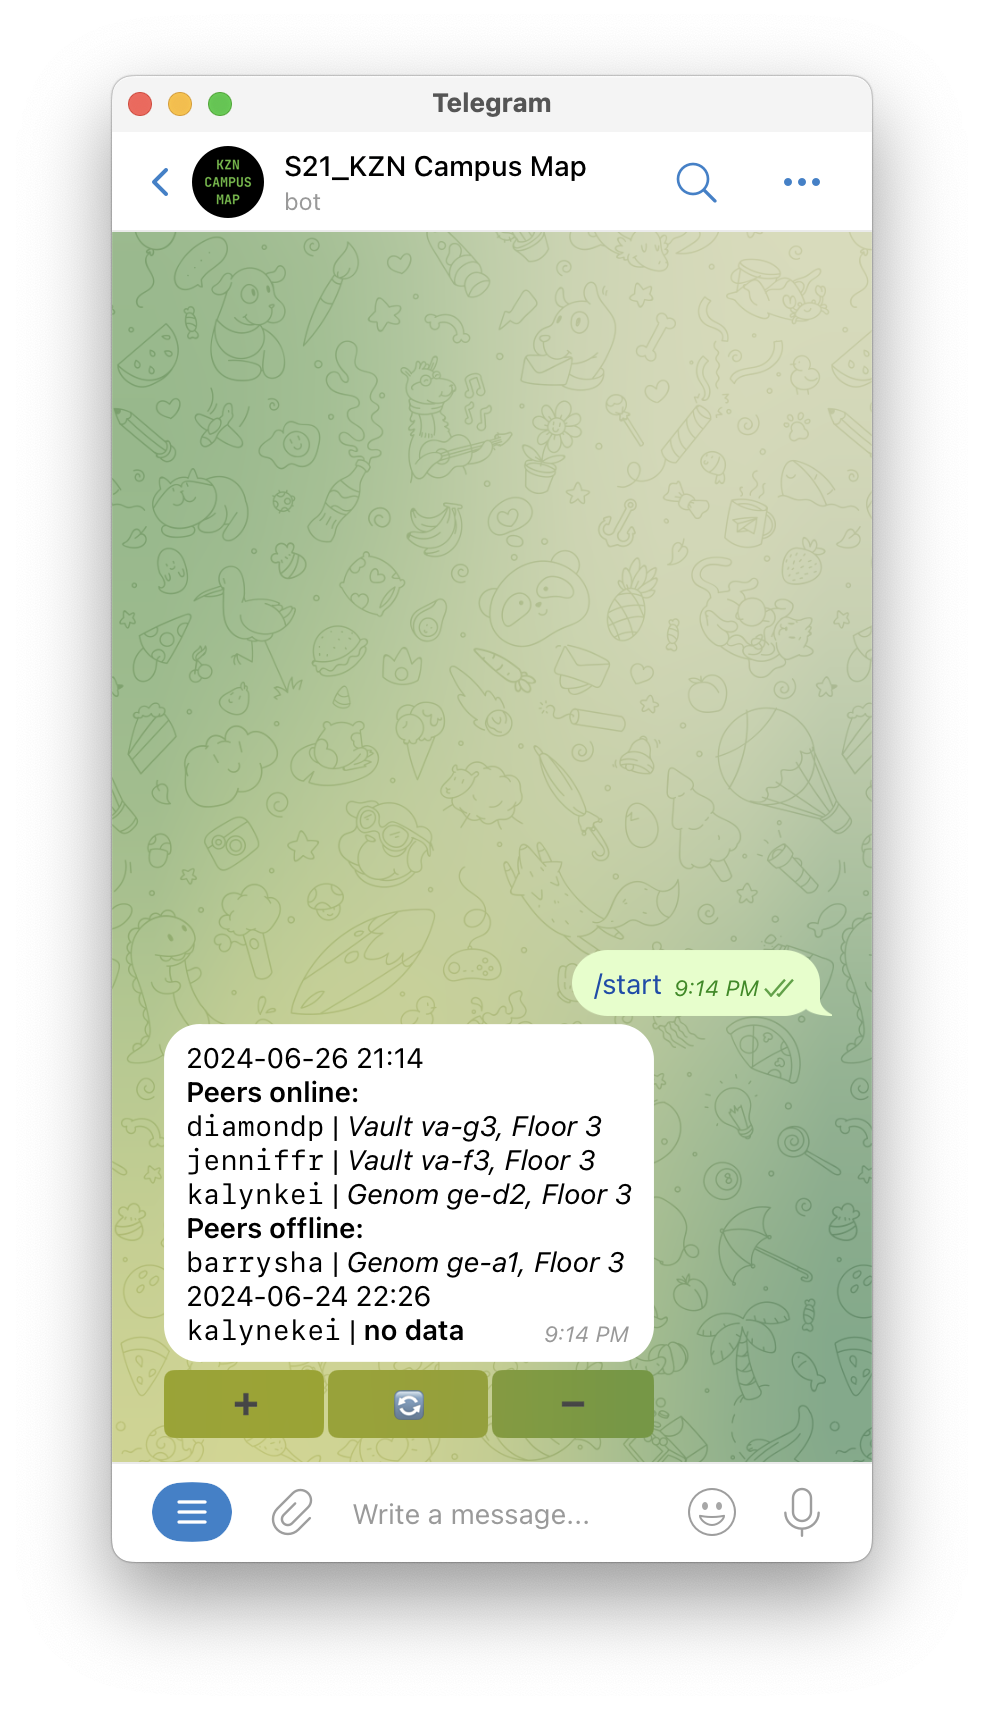 Telegram
KZN
CAMPUS
MAP
S21_KZN Campus Map
bot
/start 9:14 PM
2024-06-26 21:14
Peers online:
diamondp | Vault va-g3, Floor 3
jenniffr | Vault va-f3, Floor 3
kalynkei | Genom ge-d2, Floor 3
Peers offline:
barrysha | Genom ge-a1, Floor 3
2024-06-24 22:26
kalynekei | no data 9:14 PM
Write a message...